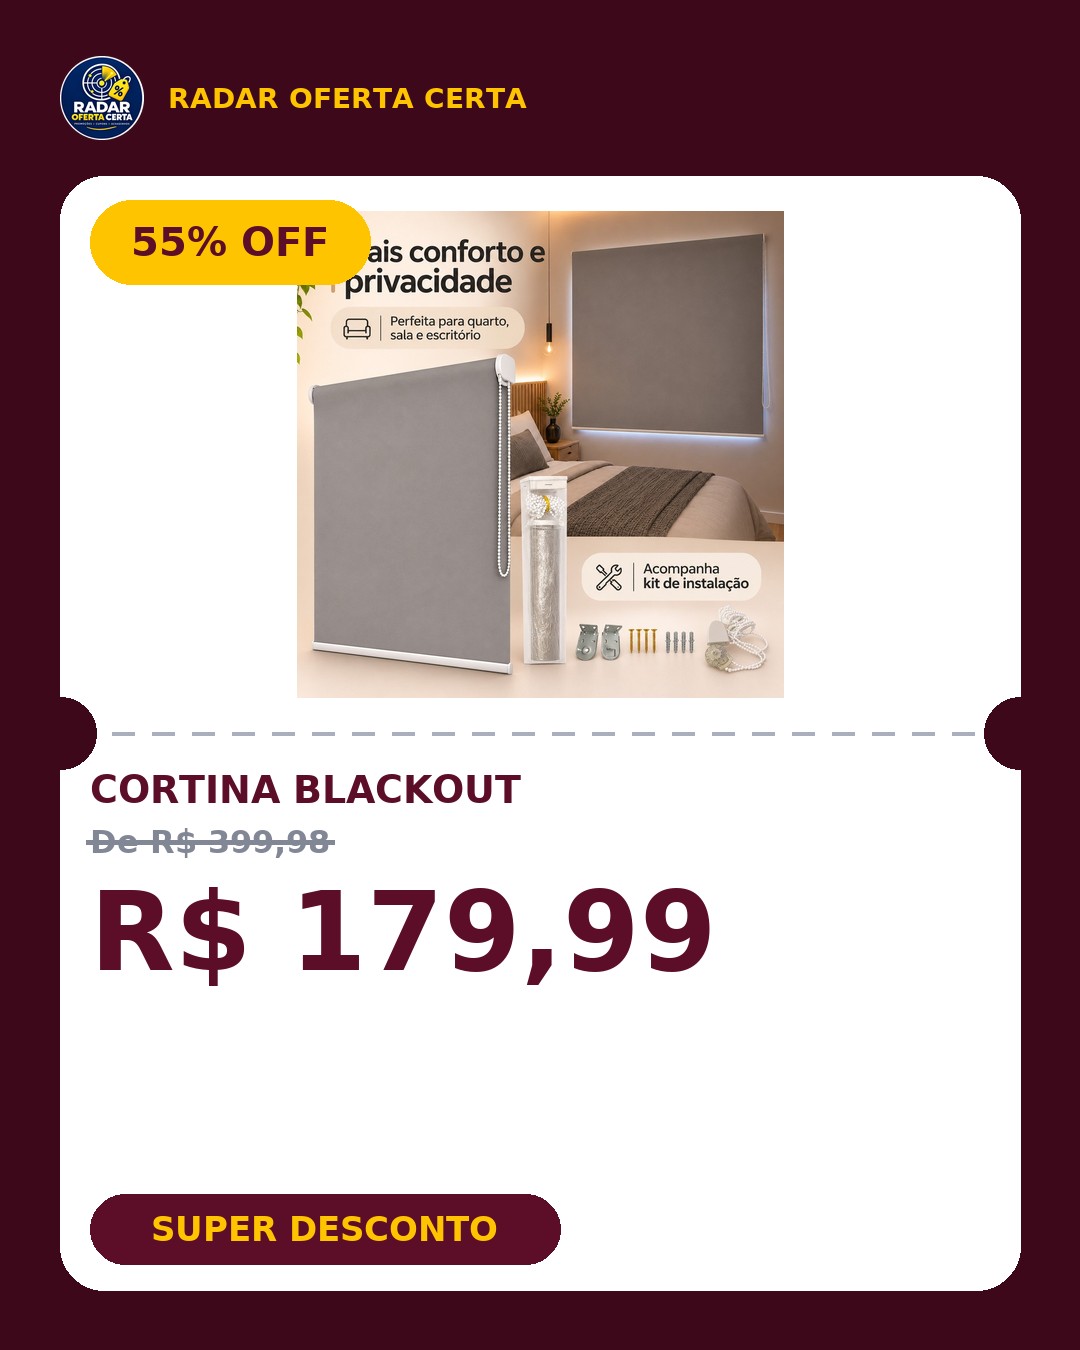 RADAR
OFERTA CERTA
RADAR OFERTA CERTA
55% OFF
ais conforto e
privacidade
Perfeita para quarto,
sala e escritório
Acompanha
kit de instalação
CORTINA BLACKOUT
De R$ 399,98
R$ 179,99
SUPER DESCONTO